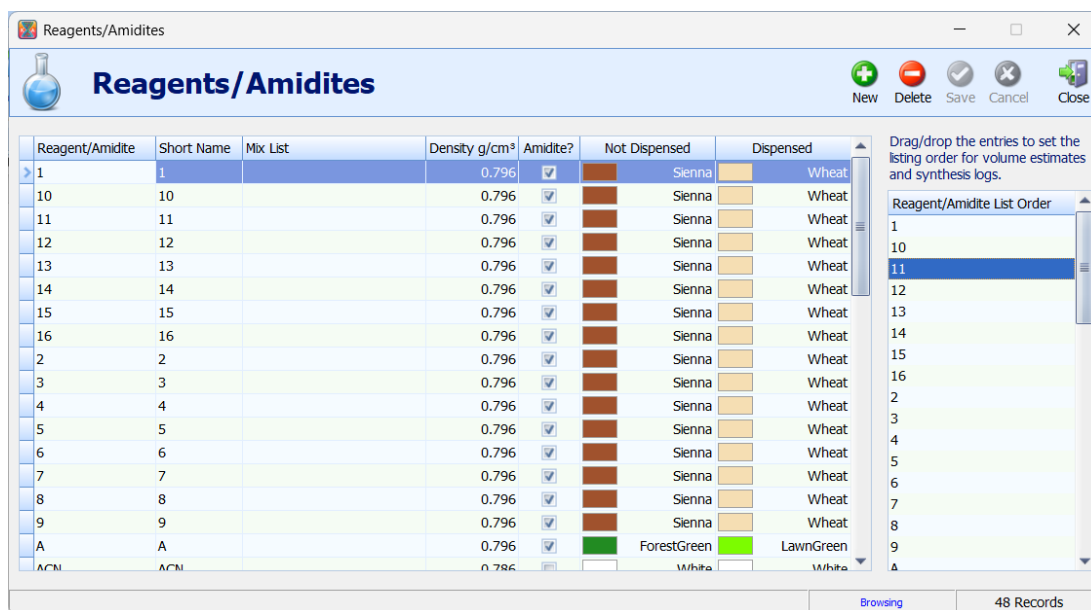 Reagents/Amidites
Reagents/Amidites
New Delete Save Cancel Close
Reagent/Amidite Short Name Mix List Density g/cm³ Amidite? Not Dispensed Dispensed
1 1 0.796 Sienna Wheat
10 10 0.796 Sienna Wheat
11 11 0.796 Sienna Wheat
12 12 0.796 Sienna Wheat
13 13 0.796 Sienna Wheat
14 14 0.796 Sienna Wheat
15 15 0.796 Sienna Wheat
16 16 0.796 Sienna Wheat
2 2 0.796 Sienna Wheat
3 3 0.796 Sienna Wheat
4 4 0.796 Sienna Wheat
5 5 0.796 Sienna Wheat
6 6 0.796 Sienna Wheat
7 7 0.796 Sienna Wheat
8 8 0.796 Sienna Wheat
9 9 0.796 Sienna Wheat
A A 0.796 ForestGreen LawnGreen
ACN ACN 0.786 White White
Drag/drop the entries to set the
listing order for volume estimates
and synthesis logs.
Reagent/Amidite List Order
1
10
11
12
13
14
15
16
2
3
4
5
6
7
8
9
A
Browsing 48 Records